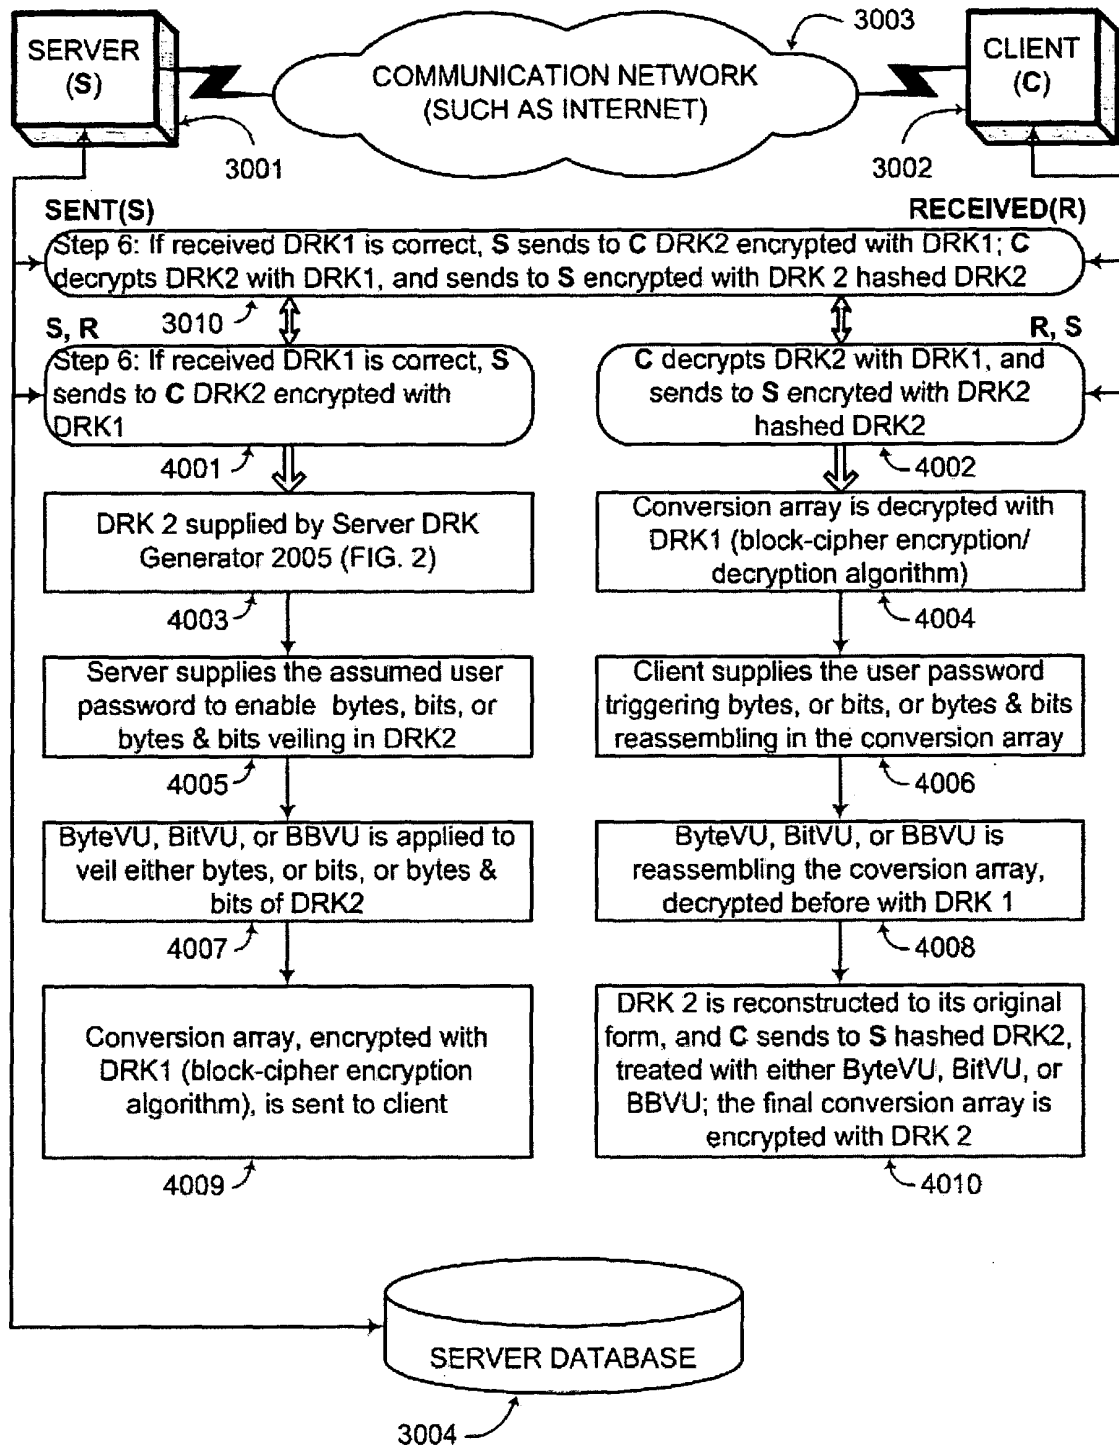 3003
SERVER
(S)
COMMUNICATION NETWORK
(SUCH AS INTERNET)
CLIENT
(C)
3001
3002
SENT(S)
RECEIVED(R)
Step 6: If received DRK1 is correct, S sends to C DRK2 encrypted with DRK1; C
decrypts DRK2 with DRK1, and sends to S encrypted with DRK 2 hashed DRK2
3010
S, R
R, S
Step 6: If received DRK1 is correct, S
sends to C DRK2 encrypted with
DRK1
C decrypts DRK2 with DRK1, and
sends to S encryted with DRK2
hashed DRK2
4001
4002
DRK 2 supplied by Server DRK
Generator 2005 (FIG. 2)
Conversion array is decrypted with
DRK1 (block-cipher encryption/
decryption algorithm)
4003
4004
Server supplies the assumed user
password to enable bytes, bits, or
bytes & bits veiling in DRK2
Client supplies the user password
triggering bytes, or bits, or bytes & bits
reassembling in the conversion array
4005
4006
ByteVU, BitVU, or BBVU is applied to
veil either bytes, or bits, or bytes &
bits of DRK2
ByteVU, BitVU, or BBVU is
reassembling the coversion array,
decrypted before with DRK 1
4007
4008
Conversion array, encrypted with
DRK1 (block-cipher encryption
algorithm), is sent to client
DRK 2 is reconstructed to its original
form, and C sends to S hashed DRK2,
treated with either ByteVU, BitVU, or
BBVU; the final conversion array is
encrypted with DRK 2
4009
4010
SERVER DATABASE
3004